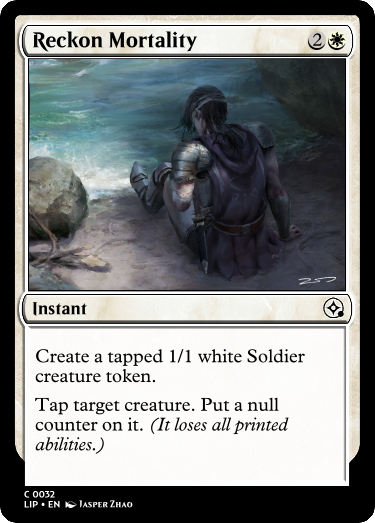 Reckon Mortality
2
Instant
Create a tapped 1/1 white Soldier
creature token.
Tap target creature. Put a null
counter on it. (It loses all printed
abilities.)
C 0032
LIP • EN Jasper Zhao